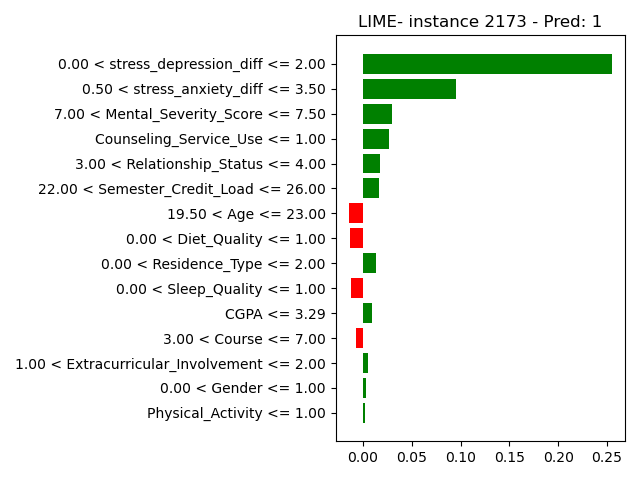 LIME- instance 2173 - Pred: 1
0.00 < stress_depression_diff <= 2.00
0.50 < stress_anxiety_diff <= 3.50
7.00 < Mental_Severity_Score <= 7.50
Counseling_Service_Use <= 1.00
3.00 < Relationship_Status <= 4.00
22.00 < Semester_Credit_Load <= 26.00
19.50 < Age <= 23.00
0.00 < Diet_Quality <= 1.00
0.00 < Residence_Type <= 2.00
0.00 < Sleep_Quality <= 1.00
CGPA <= 3.29
3.00 < Course <= 7.00
1.00 < Extracurricular_Involvement <= 2.00
0.00 < Gender <= 1.00
Physical_Activity <= 1.00
0.00 0.05 0.10 0.15 0.20 0.25